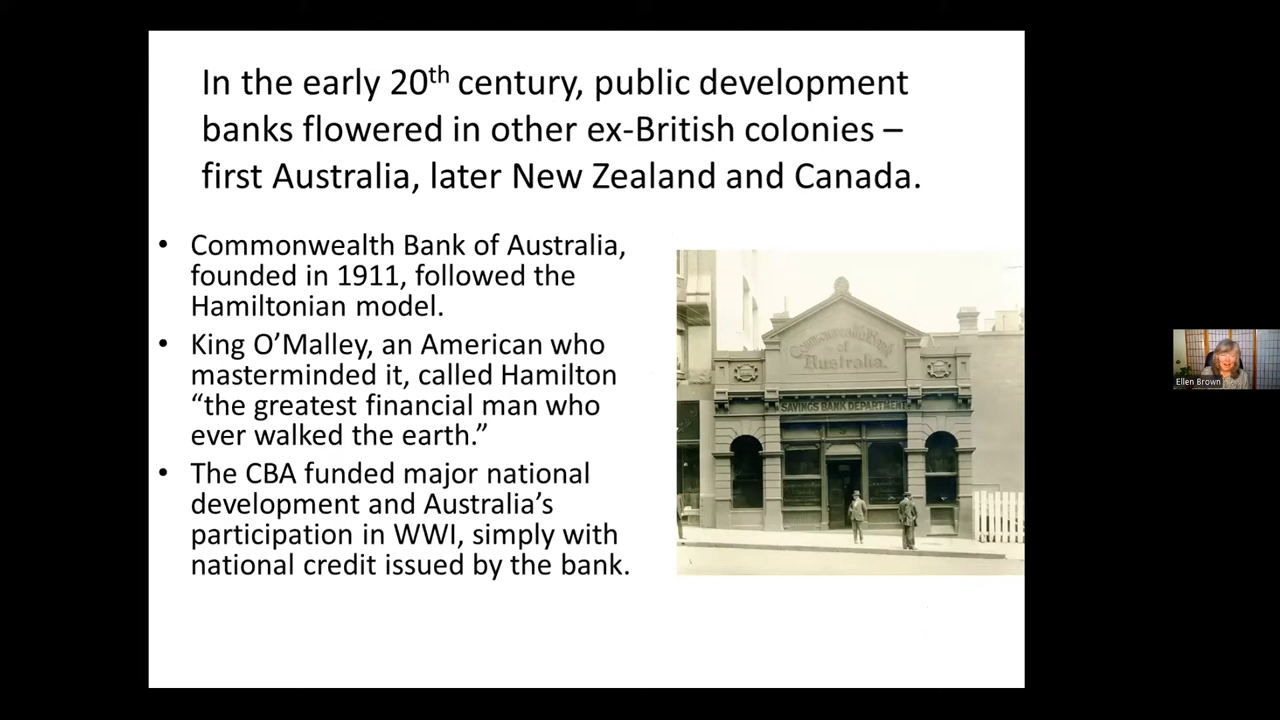 In the early 20th century, public development
banks flowered in other ex-British colonies –
first Australia, later New Zealand and Canada.
• Commonwealth Bank of Australia,
founded in 1911, followed the
Hamiltonian model.
• King O’Malley, an American who
masterminded it, called Hamilton
“the greatest financial man who
ever walked the earth.”
• The CBA funded major national
development and Australia’s
participation in WWI, simply with
national credit issued by the bank.
Commonwealth Bank
of
Australia.
SAVINGS BANK DEPARTMENT
Ellen Brown